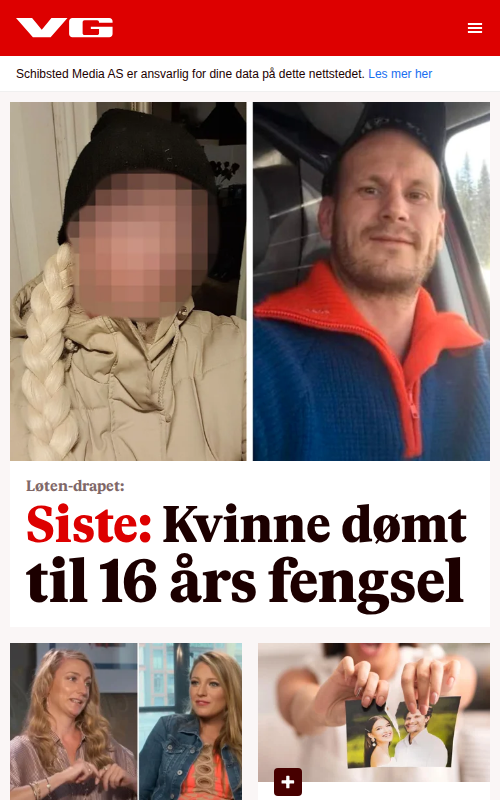 VG
Schibsted Media AS er ansvarlig for dine data på dette nettstedet. Les mer her
Løten-drapet:
Siste: Kvinne dømt
til 16 års fengsel